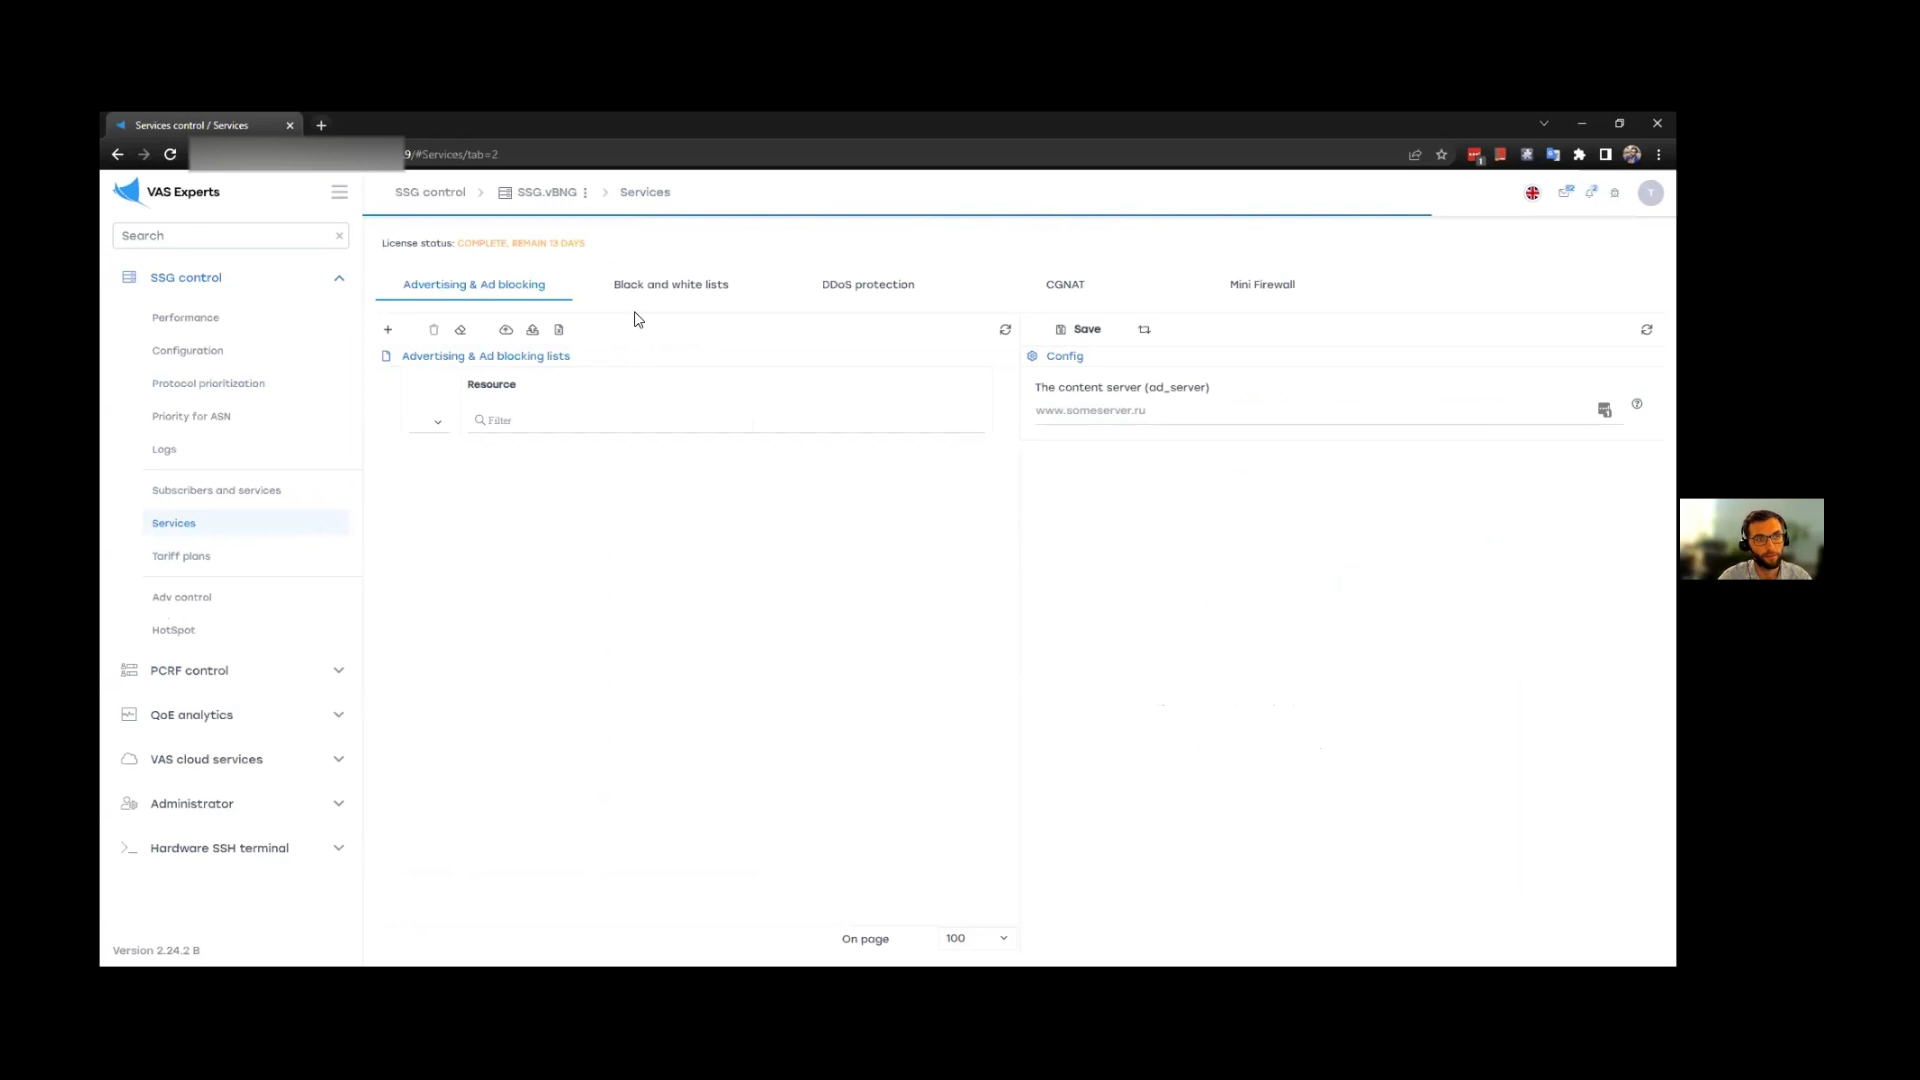 Services control / Services
9/#Services/tab=2
VAS Experts
SSG control
SSG.vBNG
Services
Search
License status: COMPLETE, REMAIN 13 DAYS
SSG control
Performance
Configuration
Protocol prioritization
Priority for ASN
Logs
Subscribers and services
Services
Tariff plans
Adv control
HotSpot
PCRF control
QoE analytics
VAS cloud services
Administrator
Hardware SSH terminal
Version 2.24.2 B
Advertising & Ad blocking
Black and white lists
DDoS protection
CGNAT
Mini Firewall
Advertising & Ad blocking lists
Resource
Filter
On page
100
Save
Config
The content server (ad_server)
www.someserver.ru
T